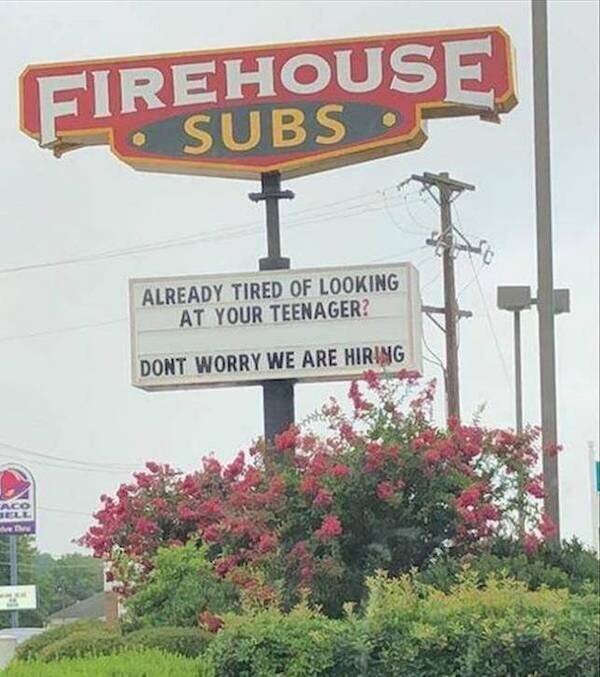 FIREHOUSE
SUBS
ALREADY TIRED OF LOOKING
AT YOUR TEENAGER?
DONT WORRY WE ARE HIRING
TACO
BELL